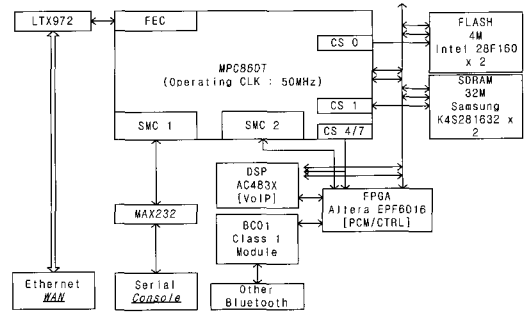 LTX972
FEC
MPC860T
(Operating CLK : 50MHz)
CS 0
CS 1
CS 4/7
SMC 1
SMC 2
FLASH
4M
Intel 28F160
x 2
SDRAM
32M
Samsung
K4S281632 x
2
DSP
AC483X
[VoIP]
FPGA
Altera EPF6016
[PCM/CTRL]
MAX232
BC01
Class 1
Module
Ethernet
WAN
Serial
Console
Other
Bluetooth